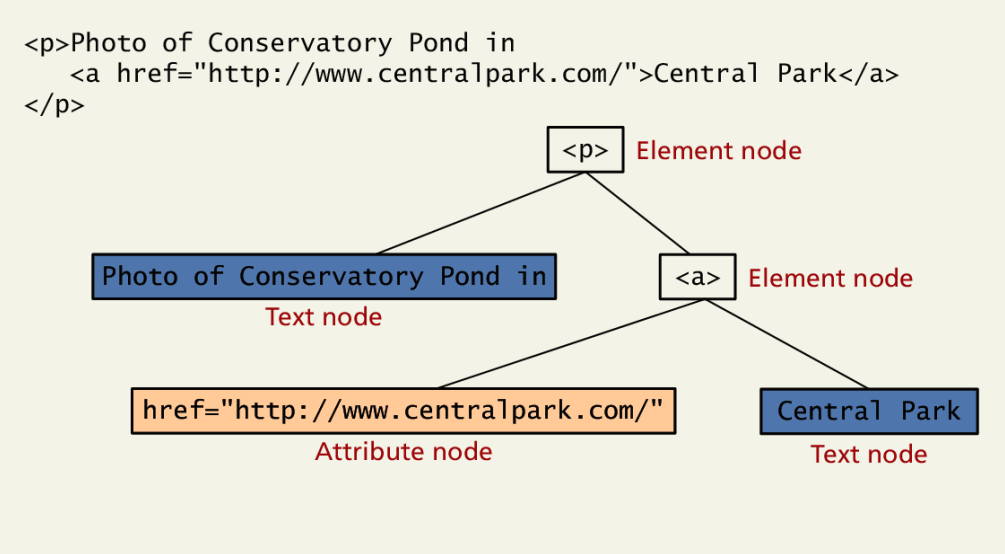 <p>Photo of Conservatory Pond in
<a href="http://www.centralpark.com/">Central Park</a>
</p>
<p> Element node
Photo of Conservatory Pond in
Text node
<a> Element node
href="http://www.centralpark.com/"
Attribute node
Central Park
Text node